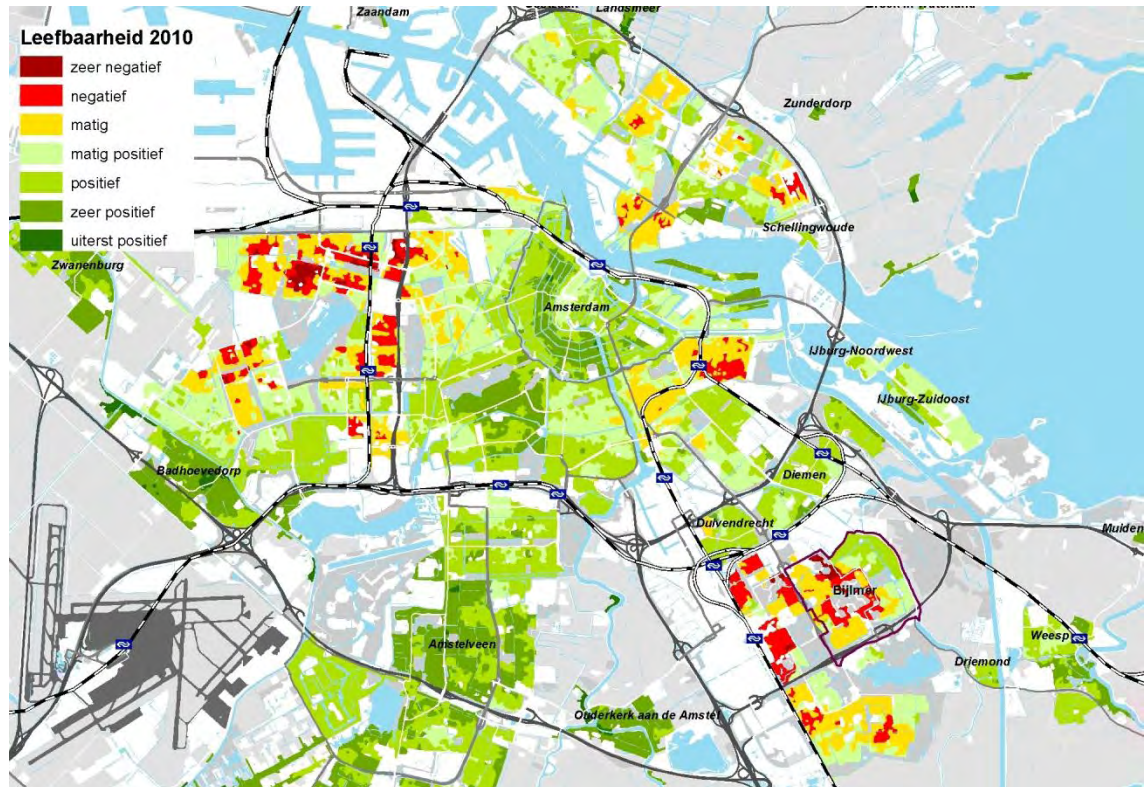 Zaandam
Landsmeer
Leefbaarheid 2010
zeer negatief
negatief
matig
matig positief
positief
zeer positief
uiterst positief
Zunderdorp
Schellingwoude
Zwanenburg
Amsterdam
IJburg-Noordwest
IJburg-Zuidoost
Badhoevedorp
Diemen
Duivendrecht
Muiden
Bijlmer
Amstelveen
Weesp
Driemond
Ouderkerk aan de Amstel